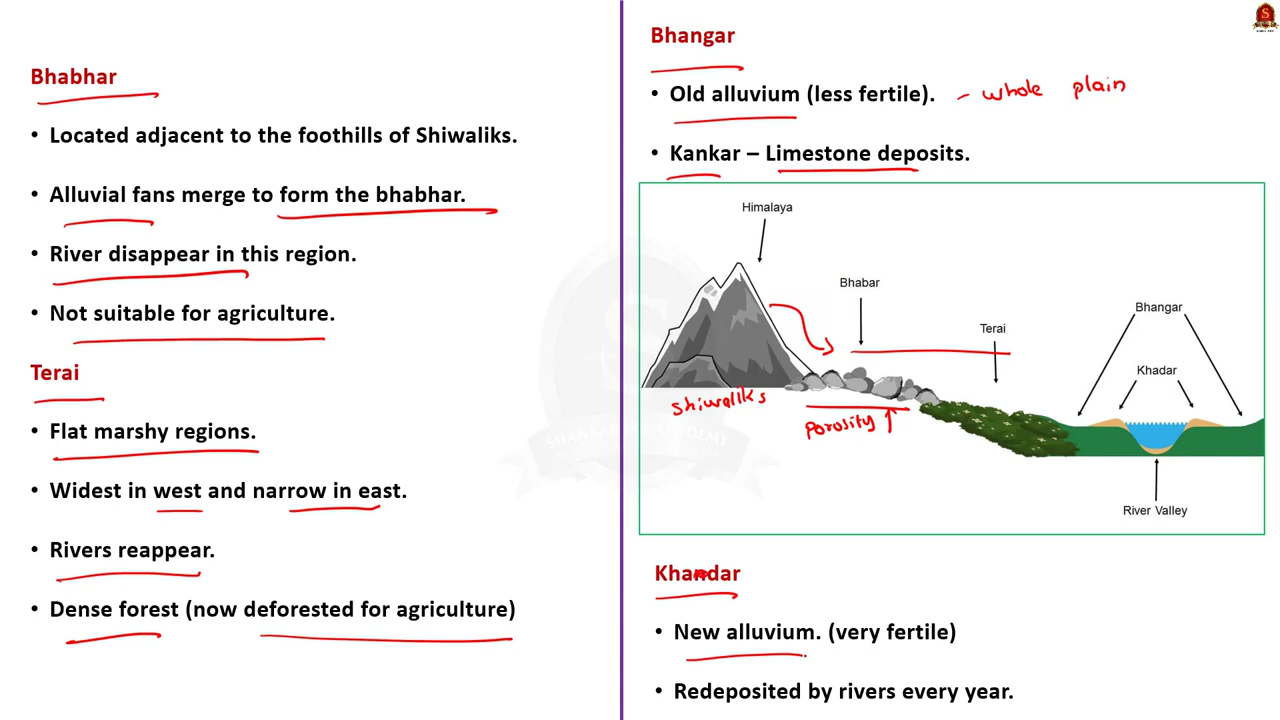 Bhabhar
• Located adjacent to the foothills of Shiwaliks.
• Alluvial fans merge to form the bhabhar.
• River disappear in this region.
• Not suitable for agriculture.
Terai
• Flat marshy regions.
• Widest in west and narrow in east.
• Rivers reappear.
• Dense forest (now deforested for agriculture)
Bhangar
• Old alluvium (less fertile). – whole plain
• Kankar – Limestone deposits.
Himalaya
Bhabar
Terai
Bhangar
Khadar
Shiwaliks
Porosity ↑
River Valley
SHANKAR IAS ACADEMY
Khandar
• New alluvium. (very fertile)
• Redeposited by rivers every year.